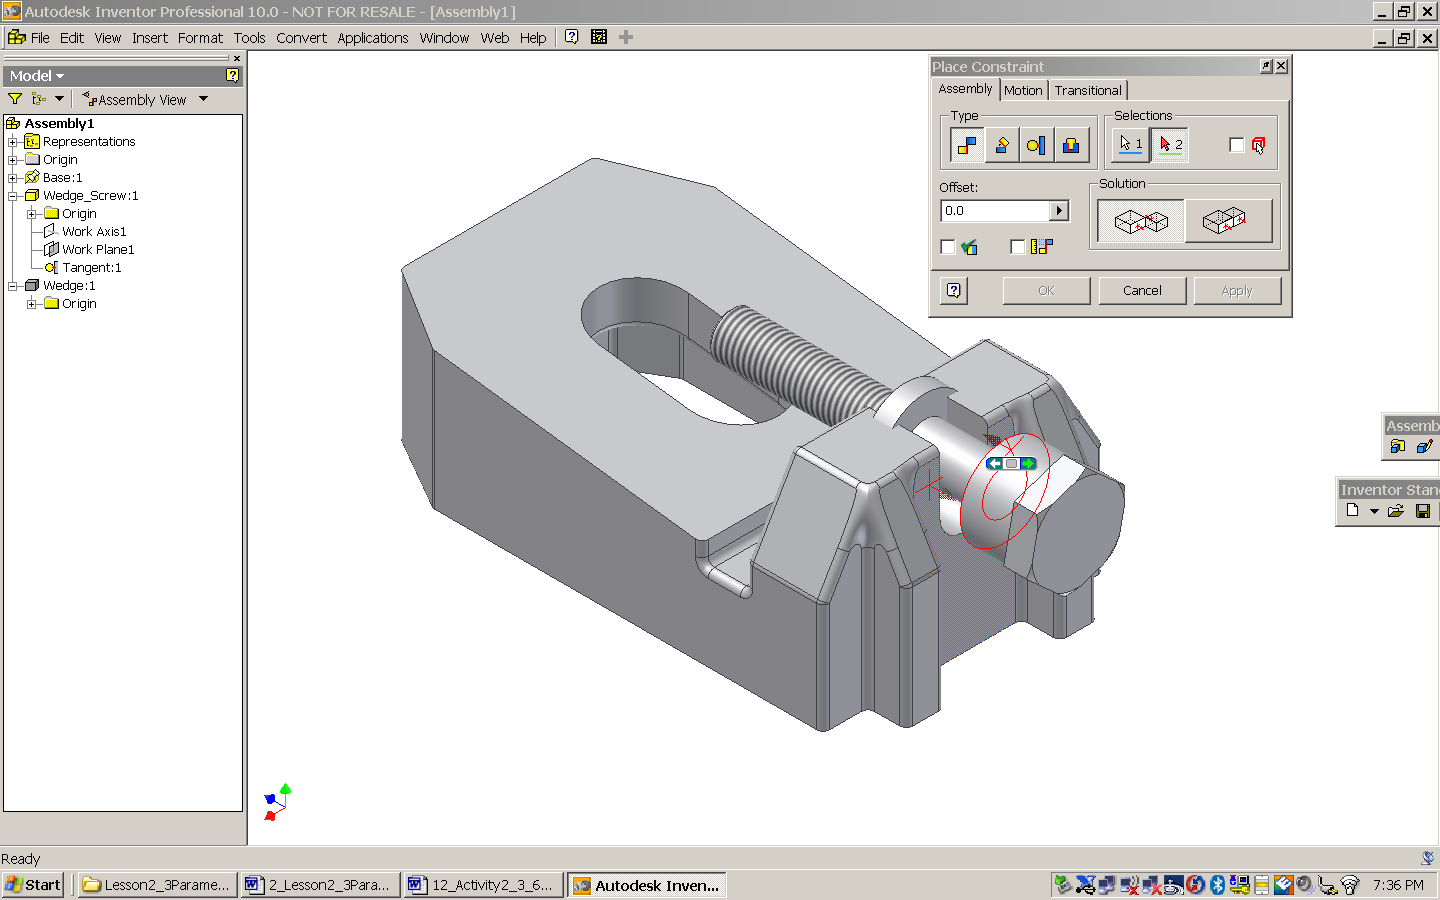 Autodesk Inventor Professional 10.0 - NOT FOR RESALE - [Assembly1]
File Edit View Insert Format Tools Convert Applications Window Web Help
Model
Assembly View
Assembly1
Representations
Origin
Base:1
Wedge_Screw:1
Origin
Work Axis1
Work Plane1
Tangent:1
Wedge:1
Origin
Place Constraint
Assembly Motion Transitional
Type
Selections
1 2
Offset:
0.0
Solution
OK Cancel Apply
Assemb
Inventor Stan
Ready
Start Lesson2_3Parame... 2_Lesson2_3Para... 12_Activity2_3_6... Autodesk Inven... 7:36 PM